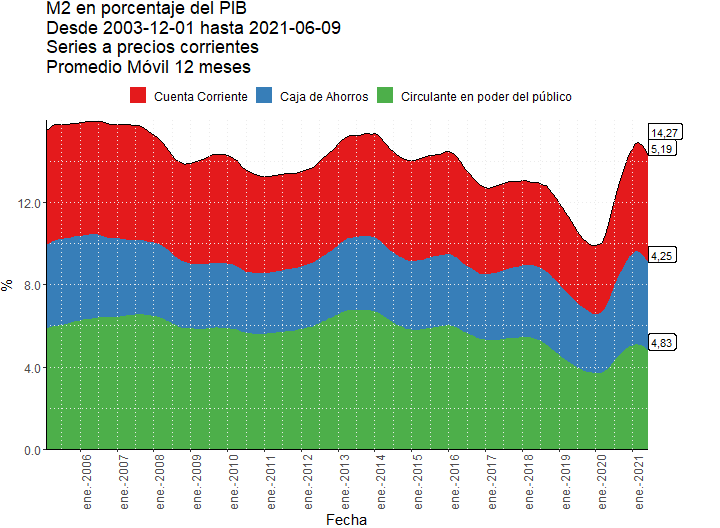 M2 en porcentaje del PIB
Desde 2003-12-01 hasta 2021-06-09
Series a precios corrientes
Promedio Móvil 12 meses
Cuenta Corriente Caja de Ahorros Circulante en poder del público
14,27
5,19
12.0
4,25
8.0
%
4,83
4.0
0.0
ene.-2006 ene.-2007 ene.-2008 ene.-2009 ene.-2010 ene.-2011 ene.-2012 ene.-2013 ene.-2014 ene.-2015 ene.-2016 ene.-2017 ene.-2018 ene.-2019 ene.-2020 ene.-2021
Fecha